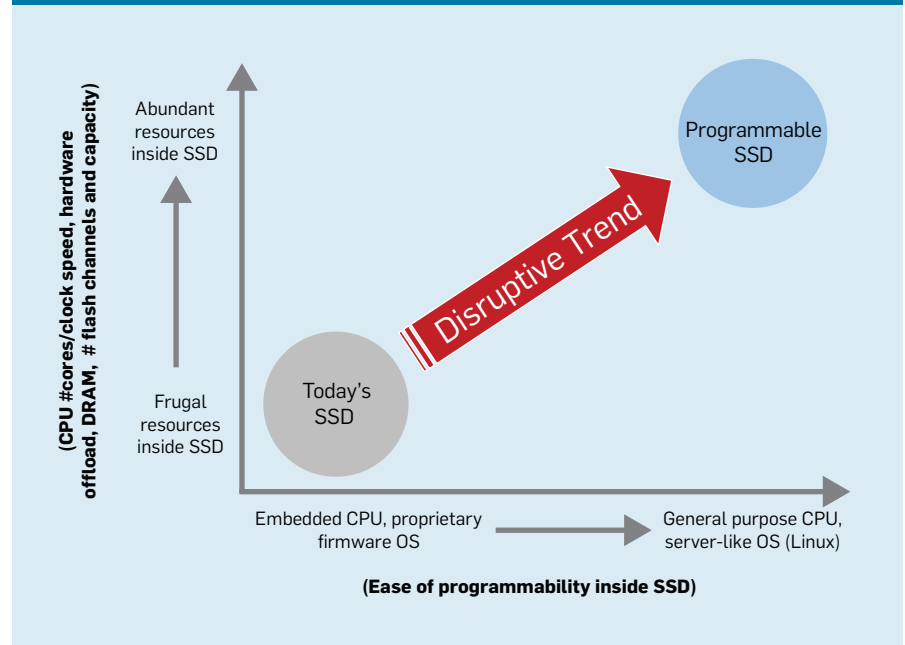 (CPU #cores/clock speed, hardware
offload, DRAM, # flash channels and capacity)
Abundant
resources
inside SSD
Frugal
resources
inside SSD
Programmable
SSD
Disruptive Trend
Today's
SSD
Embedded CPU, proprietary
firmware OS
General purpose CPU,
server-like OS (Linux)
(Ease of programmability inside SSD)